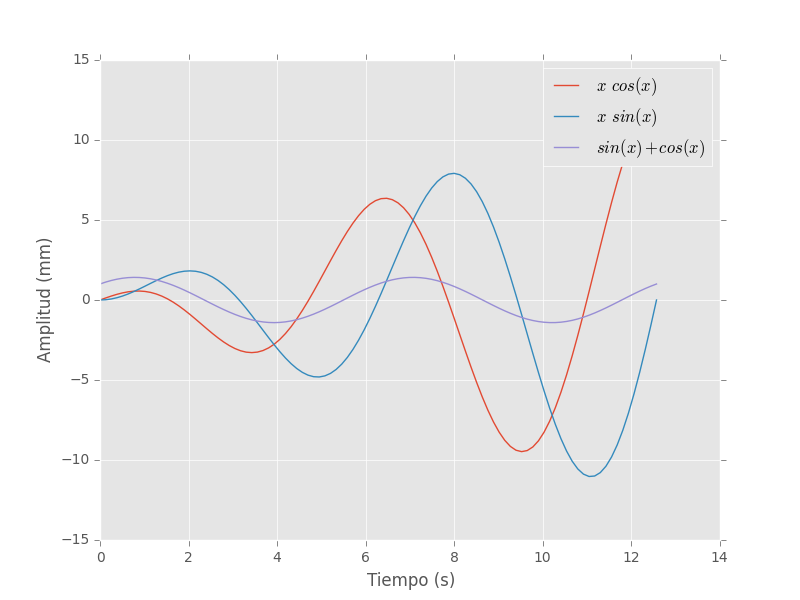 15
10
5
0
−5
−10
−15
0 2 4 6 8 10 12 14
Amplitud (mm)
Tiempo (s)
x cos(x)
x sin(x)
sin(x)+cos(x)